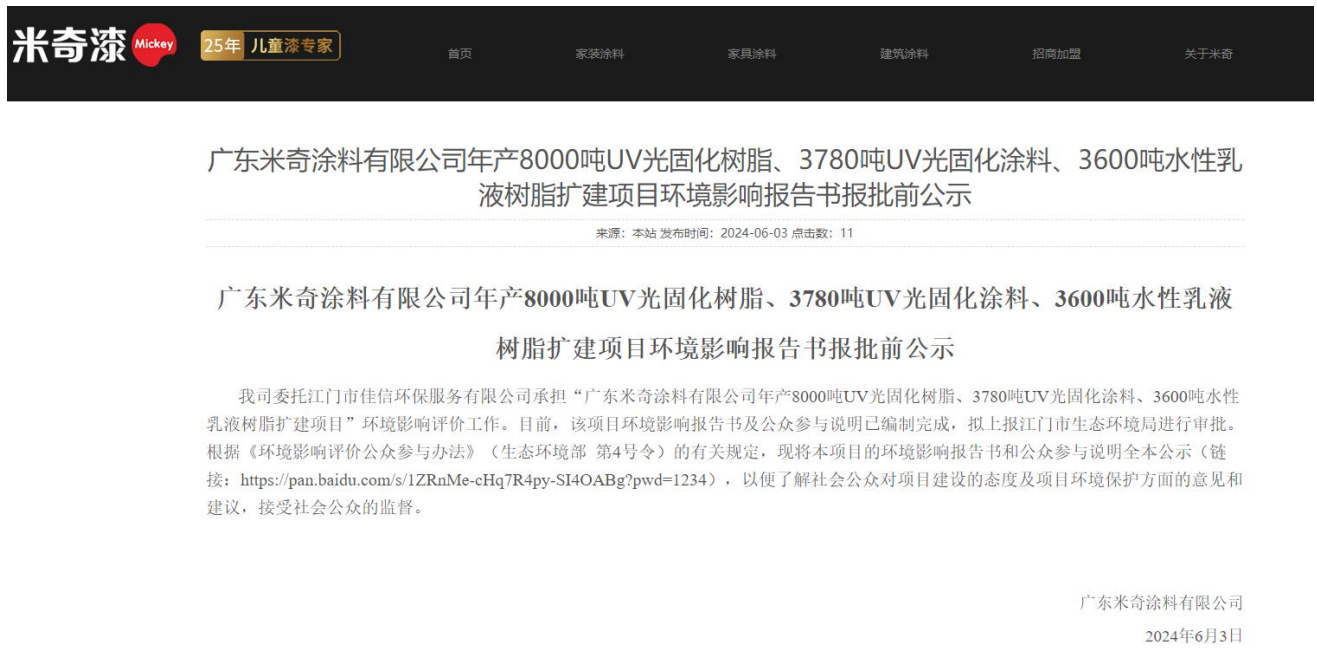 米奇漆 Mickey 25年 儿童漆专家 首页 家装涂料 家具涂料 建筑涂料 招商加盟 关于米奇
广东米奇涂料有限公司年产8000吨UV光固化树脂、3780吨UV光固化涂料、3600吨水性乳
液树脂扩建项目环境影响报告书报批前公示
来源：本站 发布时间：2024-06-03 点击数：11
广东米奇涂料有限公司年产8000吨UV光固化树脂、3780吨UV光固化涂料、3600吨水性乳液
树脂扩建项目环境影响报告书报批前公示
我司委托江门市佳信环保服务有限公司承担“广东米奇涂料有限公司年产8000吨UV光固化树脂、3780吨UV光固化涂料、3600吨水性
乳液树脂扩建项目”环境影响评价工作。目前，该项目环境影响报告书及公众参与说明已编制完成，拟上报江门市生态环境局进行审批。
根据《环境影响评价公众参与办法》（生态环境部 第4号令）的有关规定，现将本项目的环境影响报告书和公众参与说明全本公示（链
接：https://pan.baidu.com/s/1ZRnMe-cHq7R4py-SI4OABg?pwd=1234），以便了解社会公众对项目建设的态度及项目环境保护方面的意见和
建议，接受社会公众的监督。
广东米奇涂料有限公司
2024年6月3日